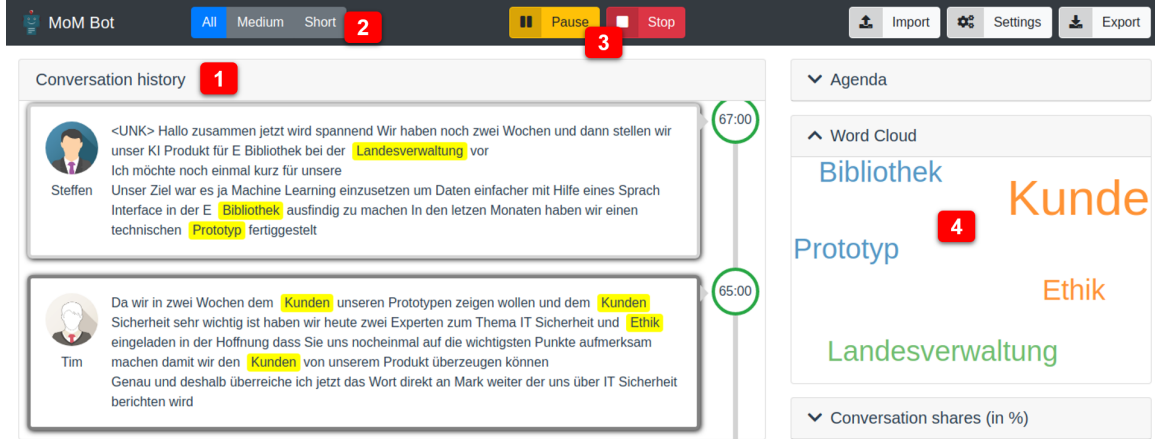 MoM Bot
All Medium Short
2
Pause
Stop
3
Import
Settings
Export
Conversation history
1
<UNK> Hallo zusammen jetzt wird spannend Wir haben noch zwei Wochen und dann stellen wir
unser KI Produkt für E Bibliothek bei der Landesverwaltung vor
Ich möchte noch einmal kurz für unsere
Unser Ziel war es ja Machine Learning einzusetzen um Daten einfacher mit Hilfe eines Sprach
Interface in der E Bibliothek ausfindig zu machen In den letzen Monaten haben wir einen
technischen Prototyp fertiggestelt
Steffen
67:00
Da wir in zwei Wochen dem Kunden unseren Prototypen zeigen wollen und dem Kunden
Sicherheit sehr wichtig ist haben wir heute zwei Experten zum Thema IT Sicherheit und Ethik
eingeladen in der Hoffnung dass Sie uns nocheinmal auf die wichtigsten Punkte aufmerksam
machen damit wir den Kunden von unserem Produkt überzeugen können
Genau und deshalb überreiche ich jetzt das Wort direkt an Mark weiter der uns über IT Sicherheit
berichten wird
Tim
65:00
Agenda
Word Cloud
Bibliothek
Kunde
4
Prototyp
Ethik
Landesverwaltung
Conversation shares (in %)